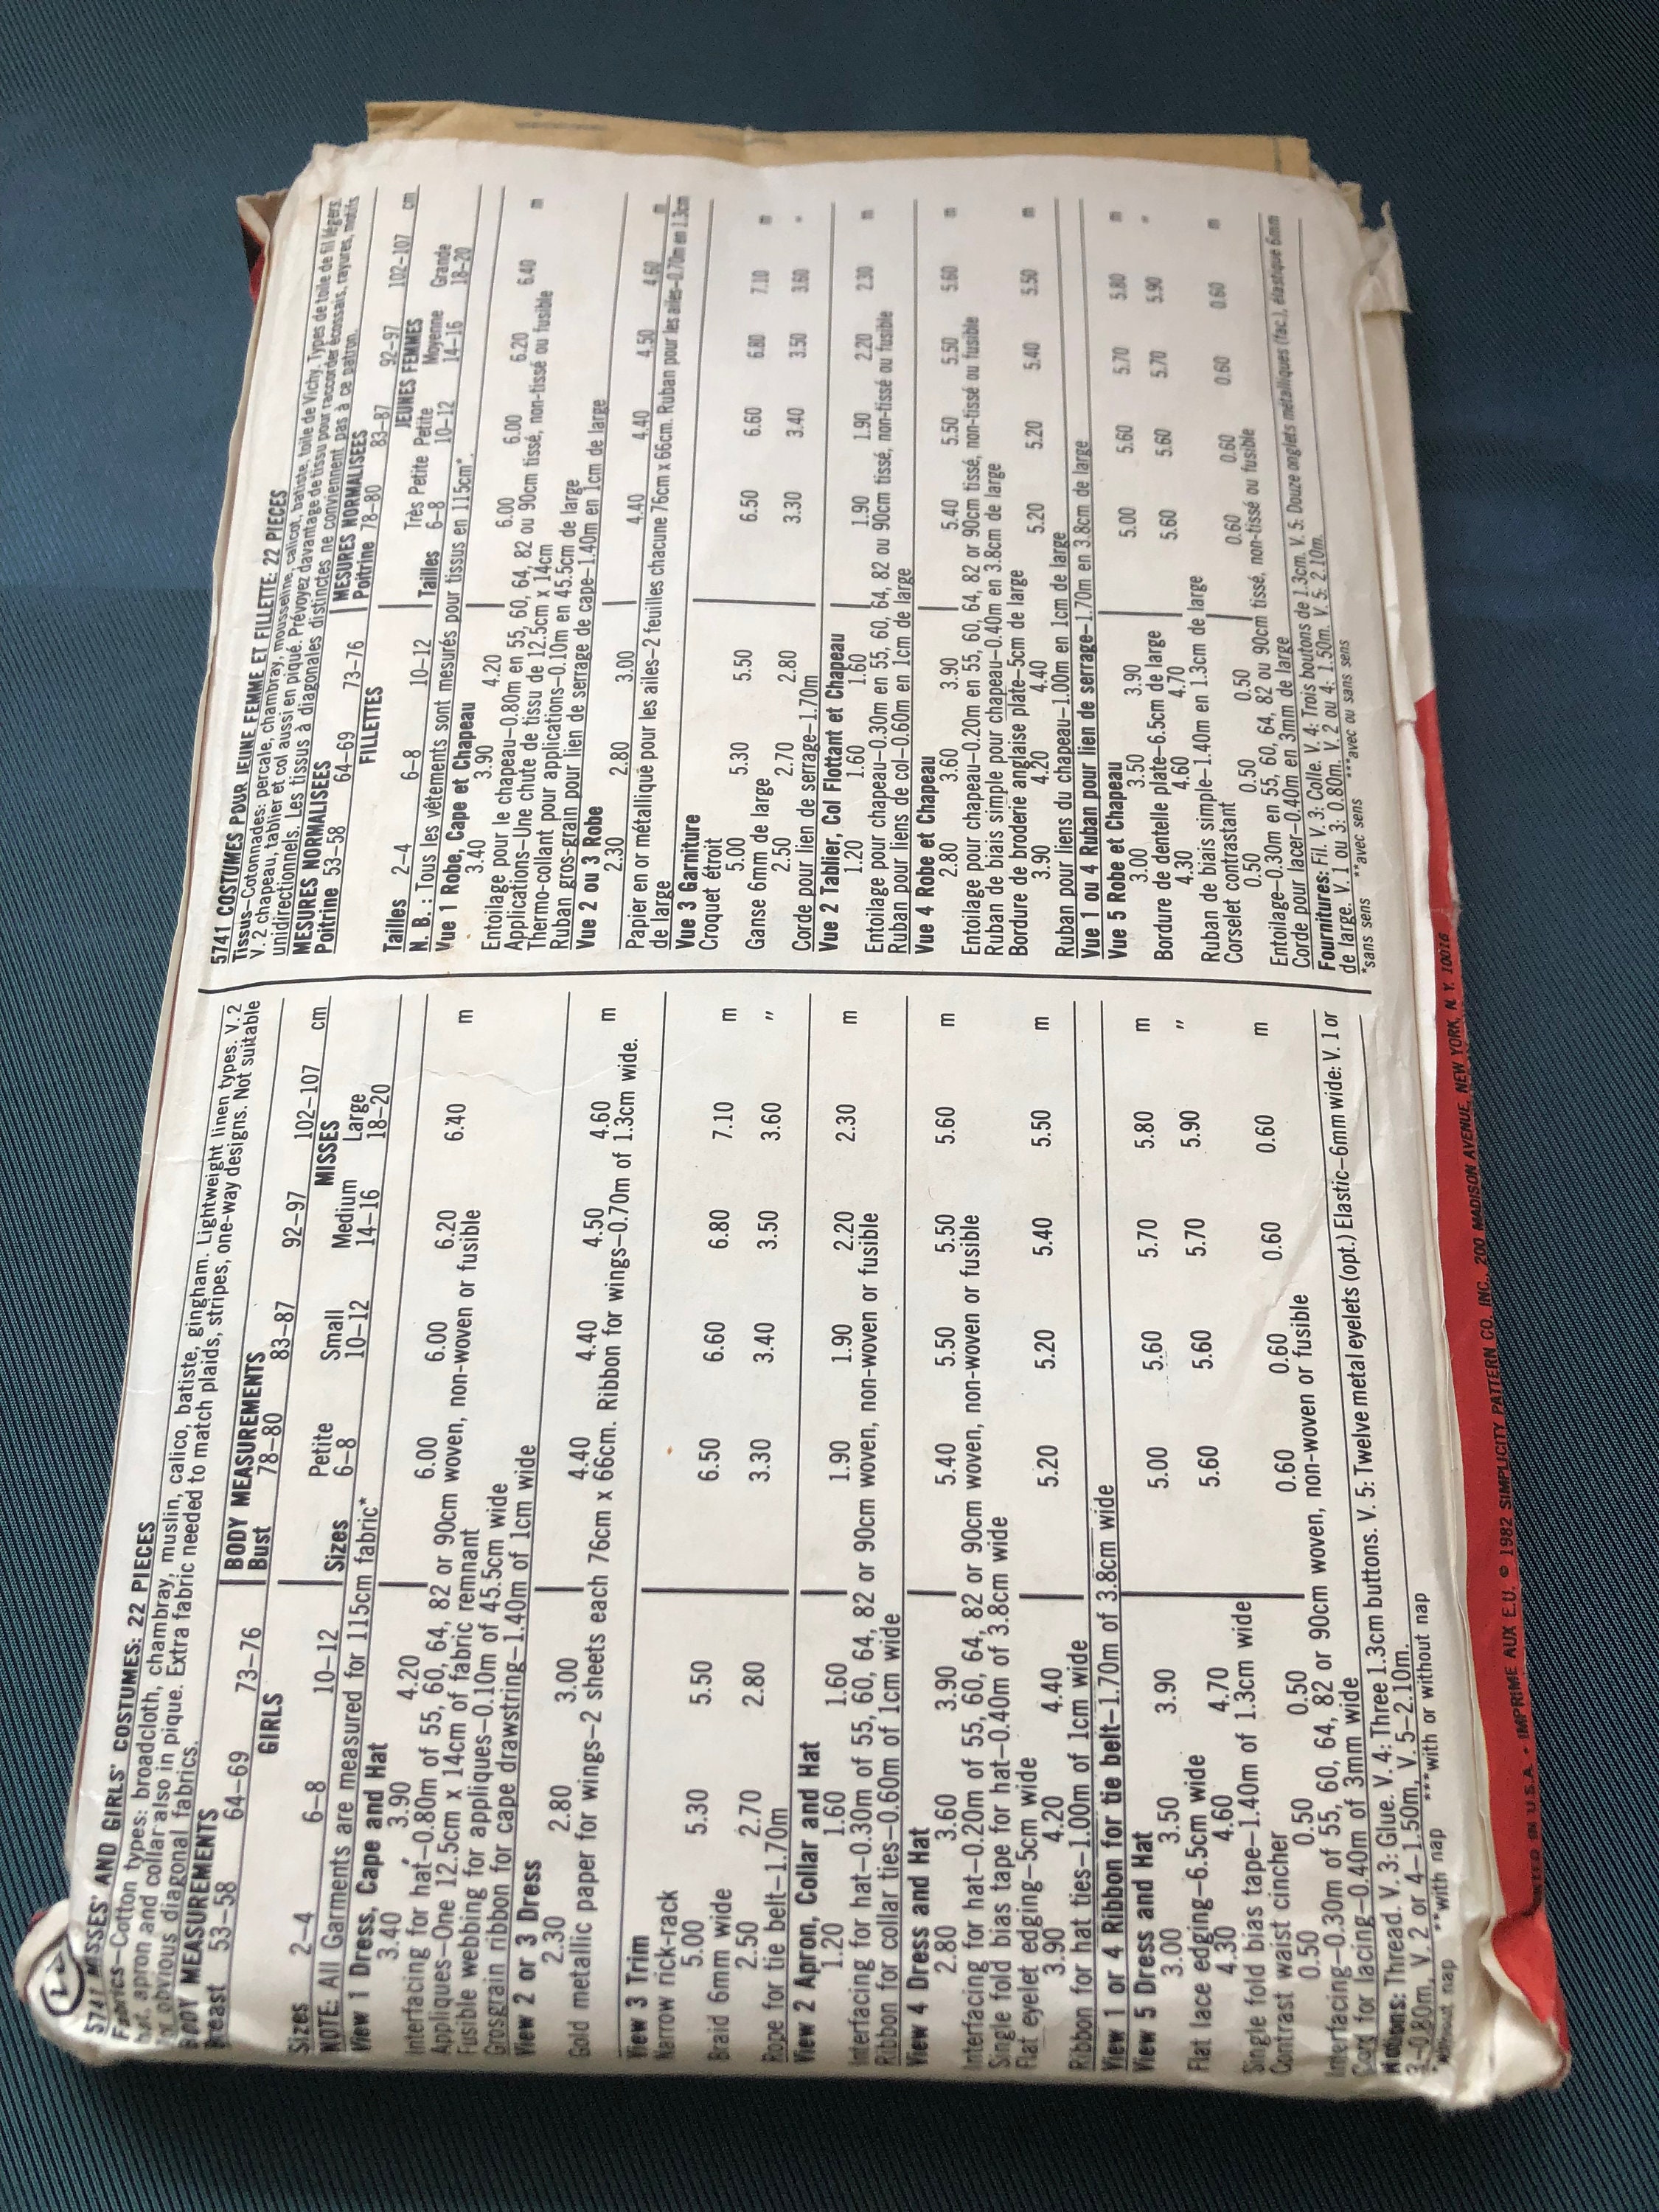 5741 MISSES' AND GIRLS' COSTUMES: 22 PIECES
Fabrics–Cotton types: broadcloth, chambray, muslin, calico, batiste, gingham. Lightweight linen types. V.2
hat, apron and collar also in pique. Extra fabric needed to match plaids, stripes, one-way designs. Not suitable
for obvious diagonal fabrics.
BODY MEASUREMENTS BODY MEASUREMENTS
Breast 53–58 64–69 73–76 Bust 78–80 83–87 92–97 102–107 cm
GIRLS MISSES
Petite Small Medium Large
Sizes 2–4 6–8 10–12 Sizes 6–8 10–12 14–16 18–20
NOTE: All Garments are measured for 115cm fabric*
View 1 Dress, Cape and Hat
3.40 3.90 4.20 6.00 6.00 6.20 6.40 m
Interfacing for hat–0.80m of 55, 60, 64, 82 or 90cm woven, non-woven or fusible
Appliques–One 12.5cm x 14cm of fabric remnant
Fusible webbing for appliques–0.10m of 45.5cm wide
Grosgrain ribbon for cape drawstring–1.40m of 1cm wide
View 2 or 3 Dress
2.30 2.80 3.00 4.40 4.40 4.50 4.60 m
Gold metallic paper for wings–2 sheets each 76cm x 66cm. Ribbon for wings–0.70m of 1.3cm wide.
View 3 Trim
Narrow rick-rack
5.00 5.30 5.50 6.50 6.60 6.80 7.10 m
Braid 6mm wide
2.50 2.70 2.80 3.30 3.40 3.50 3.60 "
Rope for tie belt–1.70m
View 2 Apron, Collar and Hat
1.20 1.60 1.60 1.90 1.90 2.20 2.30 m
Interfacing for hat–0.30m of 55, 60, 64, 82 or 90cm woven, non-woven or fusible
Ribbon for collar ties–0.60m of 1cm wide
View 4 Dress and Hat
2.80 3.60 3.90 5.40 5.50 5.50 5.60 m
Interfacing for hat–0.20m of 55, 60, 64, 82 or 90cm woven, non-woven or fusible
Single fold bias tape for hat–0.40m of 3.8cm wide
Flat eyelet edging–5cm wide
3.90 4.20 4.40 5.20 5.20 5.40 5.50 m
Ribbon for hat ties–1.00m of 1cm wide
View 1 or 4 Ribbon for tie belt–1.70m of 3.8cm wide
View 5 Dress and Hat
3.00 3.50 3.90 5.00 5.60 5.70 5.80 m
Flat lace edging–6.5cm wide
4.30 4.60 4.70 5.60 5.60 5.70 5.90 "
Single fold bias tape–1.40m of 1.3cm wide
Contrast waist cincher
0.50 0.50 0.50 0.60 0.60 0.60 0.60 m
Interfacing–0.30m of 55, 60, 64, 82 or 90cm woven, non-woven or fusible
Cord for lacing–0.40m of 3mm wide
Notions: Thread. V. 3: Glue. V. 4: Three 1.3cm buttons. V. 5: Twelve metal eyelets (opt.) Elastic–6mm wide: V. 1 or
3–0.80m, V. 2 or 4–1.50m, V. 5–2.10m.
*without nap **with nap ***with or without nap
5741 COSTUMES POUR JEUNE FEMME ET FILLETTE: 22 PIECES
Tissus–Cotonnades: percale, chambray, mousseline, calicot, batiste, toile de Vichy. Types de toile de fil légers.
V. 2 chapeau, tablier et col aussi en piqué. Prévoyez davantage de tissu pour raccorder écossais, rayures, motifs
unidirectionnels. Les tissus à diagonales distinctes ne conviennent pas à ce patron.
MESURES NORMALISEES MESURES NORMALISEES
Poitrine 53–58 64–69 73–76 Poitrine 78–80 83–87 92–97 102–107 cm
FILLETTES JEUNES FEMMES
Très Petite Petite Moyenne Grande
Tailles 2–4 6–8 10–12 Tailles 6–8 10–12 14–16 18–20
N. B. : Tous les vêtements sont mesurés pour tissus en 115cm*.
Vue 1 Robe, Cape et Chapeau
3.40 3.90 4.20 6.00 6.00 6.20 6.40 m
Entoilage pour le chapeau–0.80m en 55, 60, 64, 82 ou 90cm tissé, non-tissé ou fusible
Applications–Une chute de tissu de 12.5cm x 14cm
Thermo-collant pour applications–0.10m en 45.5cm de large
Ruban gros-grain pour lien de serrage de cape–1.40m en 1cm de large
Vue 2 ou 3 Robe
2.30 2.80 3.00 4.40 4.40 4.50 4.60 m
Papier en or métallique pour les ailes–2 feuilles chacune 76cm x 66cm. Ruban pour les ailes–0.70m en 1.3cm
de large
Vue 3 Garniture
Croquet étroit
5.00 5.30 5.50 6.50 6.60 6.80 7.10 m
Ganse 6mm de large
2.50 2.70 2.80 3.30 3.40 3.50 3.60 "
Corde pour lien de serrage–1.70m
Vue 2 Tablier, Col Flottant et Chapeau
1.20 1.60 1.60 1.90 1.90 2.20 2.30 m
Entoilage pour chapeau–0.30m en 55, 60, 64, 82 ou 90cm tissé, non-tissé ou fusible
Ruban pour liens de col–0.60m en 1cm de large
Vue 4 Robe et Chapeau
2.80 3.60 3.90 5.40 5.50 5.50 5.60 m
Entoilage pour chapeau–0.20m en 55, 60, 64, 82 or 90cm tissé, non-tissé ou fusible
Ruban de biais simple pour chapeau–0.40m en 3.8cm de large
Bordure de broderie anglaise plate–5cm de large
3.90 4.20 4.40 5.20 5.20 5.40 5.50 m
Ruban pour liens du chapeau–1.00m en 1cm de large
Vue 1 ou 4 Ruban pour lien de serrage–1.70m en 3.8cm de large
Vue 5 Robe et Chapeau
3.00 3.50 3.90 5.00 5.60 5.70 5.80 m
Bordure de dentelle plate–6.5cm de large
4.30 4.60 4.70 5.60 5.60 5.70 5.90 "
Ruban de biais simple–1.40m en 1.3cm de large
Corselet contrastant
0.50 0.50 0.50 0.60 0.60 0.60 0.60 m
Entoilage–0.30m en 55, 60, 64, 82 ou 90cm tissé, non-tissé ou fusible
Corde pour lacer–0.40m en 3mm de large
Fournitures: Fil. V. 3: Colle. V. 4: Trois boutons de 1.3cm. V. 5: Douze onglets métalliques (fac.), élastique 6mm
de large. V. 1 ou 3: 0.80m. V. 2 ou 4: 1.50m. V. 5: 2.10m.
*sans sens **avec sens ***avec ou sans sens
IN U.S.A. • IMPRIME AUX E.U. © 1982 SIMPLICITY PATTERN CO. INC., 200 MADISON AVENUE, NEW YORK, N. Y. 10016